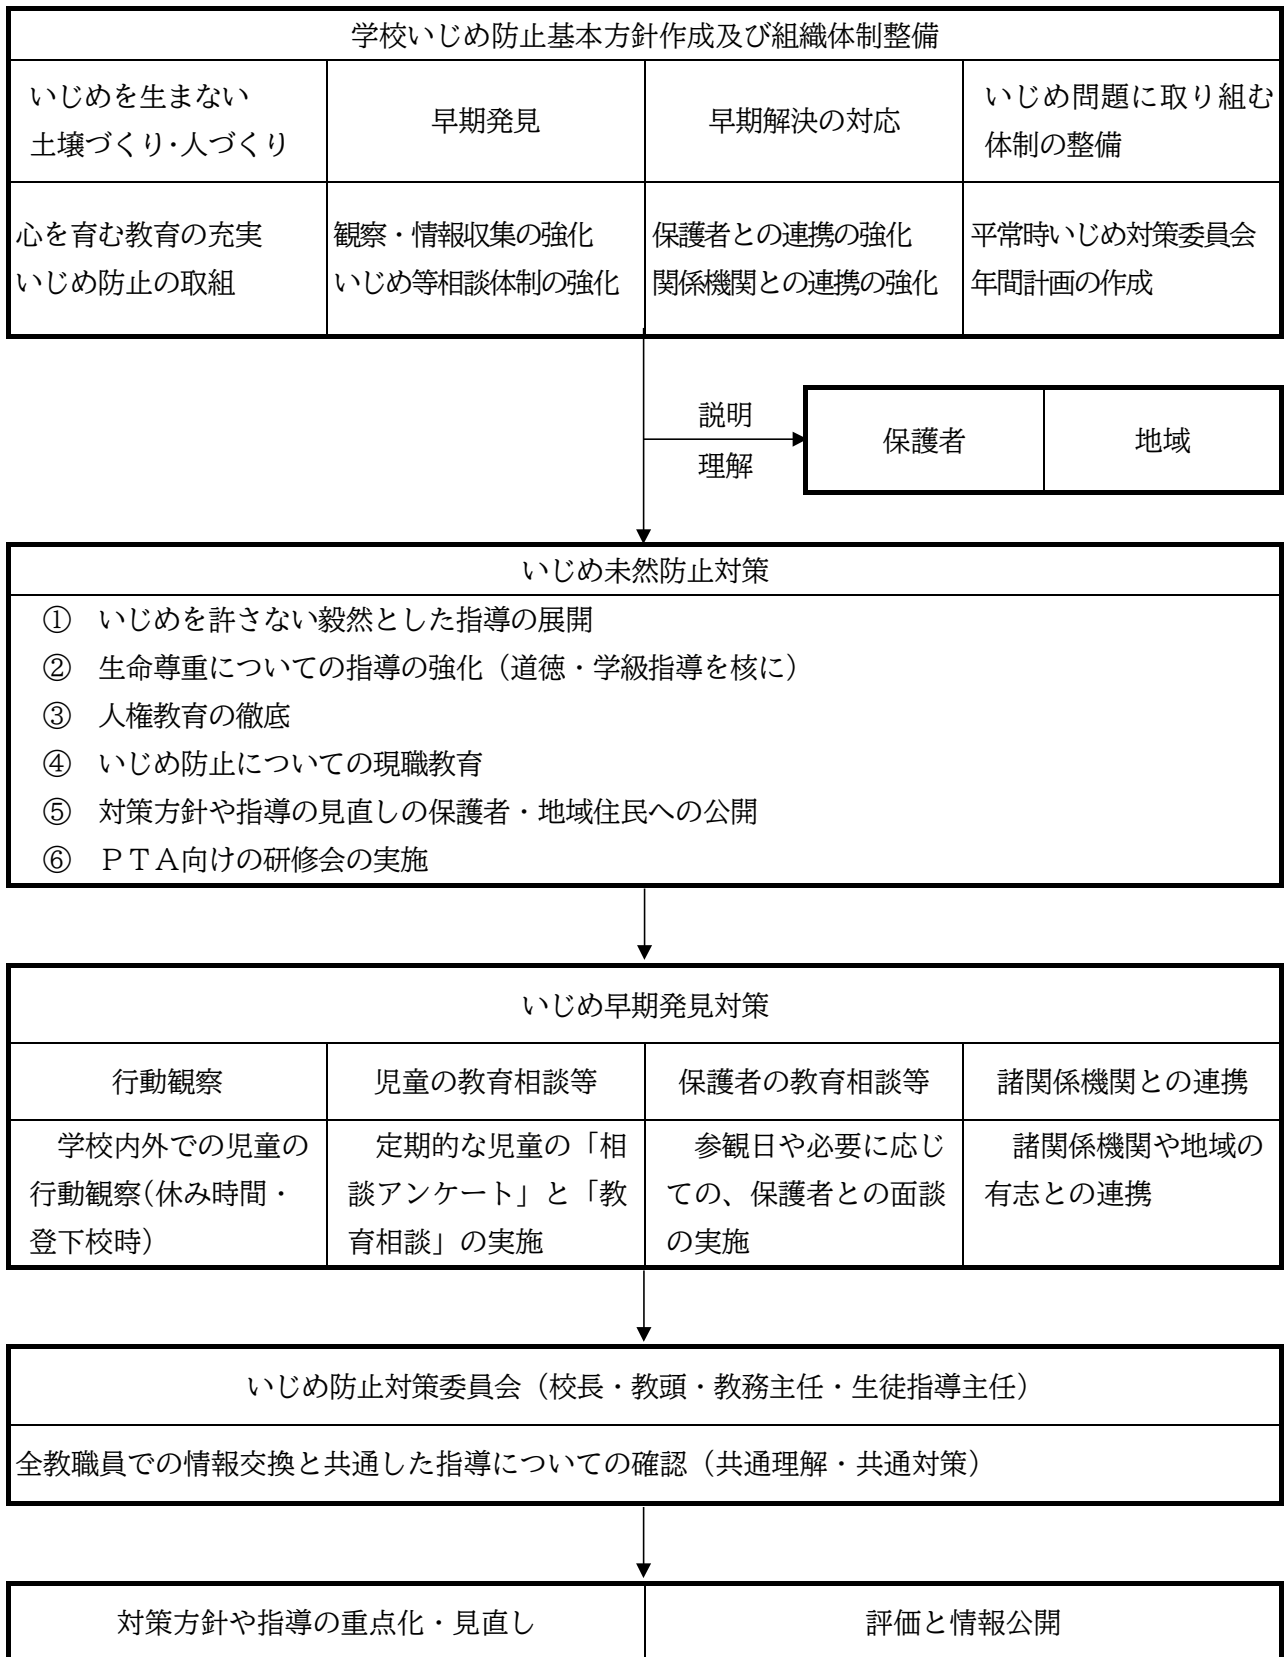 学校いじめ防止基本方針作成及び組織体制整備
いじめを生まない
土壌づくり・人づくり
早期発見
早期解決の対応
いじめ問題に取り組む
体制の整備
心を育む教育の充実
いじめ防止の取組
観察・情報収集の強化
いじめ等相談体制の強化
保護者との連携の強化
関係機関との連携の強化
平常時いじめ対策委員会
年間計画の作成
説明
理解
保護者
地域
いじめ未然防止対策
① いじめを許さない毅然とした指導の展開
② 生命尊重についての指導の強化（道徳・学級指導を核に）
③ 人権教育の徹底
④ いじめ防止についての現職教育
⑤ 対策方針や指導の見直しの保護者・地域住民への公開
⑥ ＰＴＡ向けの研修会の実施
いじめ早期発見対策
行動観察
児童の教育相談等
保護者の教育相談等
諸関係機関との連携
学校内外での児童の
行動観察（休み時間・
登下校時）
定期的な児童の「相
談アンケート」と「教
育相談」の実施
参観日や必要に応じ
ての、保護者との面談
の実施
諸関係機関や地域の
有志との連携
いじめ防止対策委員会（校長・教頭・教務主任・生徒指導主任）
全教職員での情報交換と共通した指導についての確認（共通理解・共通対策）
対策方針や指導の重点化・見直し
評価と情報公開